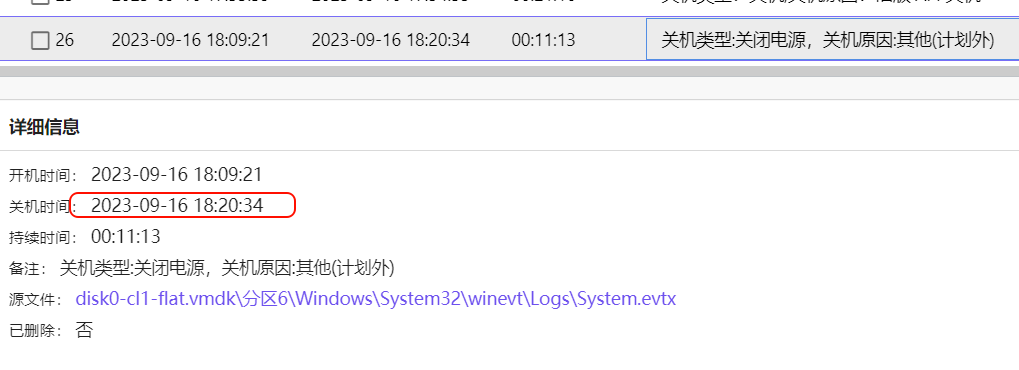 26 2023-09-16 18:09:21 2023-09-16 18:20:34 00:11:13 关机类型:关闭电源，关机原因:其他(计划外)
详细信息
开机时间： 2023-09-16 18:09:21
关机时间： 2023-09-16 18:20:34
持续时间： 00:11:13
备注： 关机类型:关闭电源，关机原因:其他(计划外)
源文件： disk0-cl1-flat.vmdk\分区6\Windows\System32\winevt\Logs\System.evtx
已删除： 否